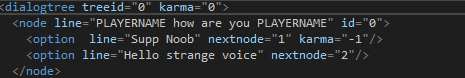 <dialogtree treeid="0" karma="0">
<node line="PLAYERNAME how are you PLAYERNAME" id="0">
<option  line="Supp Noob" nextnode="1" karma="-1"/>
<option line="Hello strange voice" nextnode="2"/>
</node>